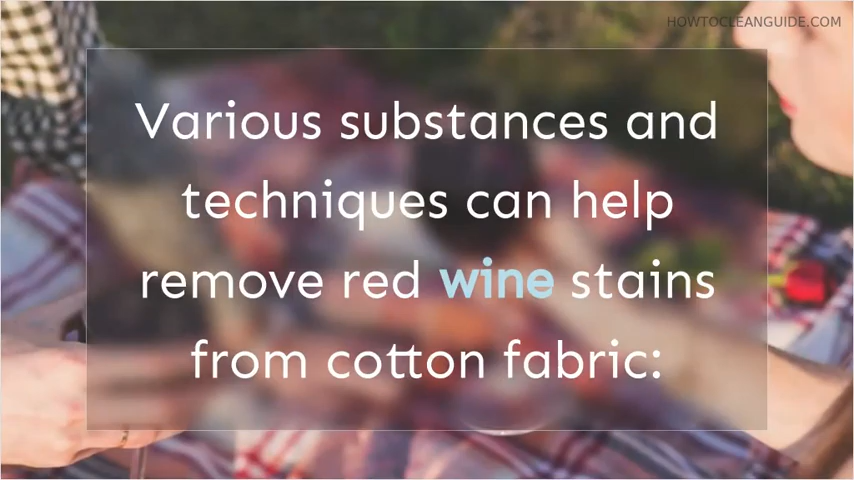 HOWTOCLEANGUIDE.COM
Various substances and
techniques can help
remove red wine stains
from cotton fabric: